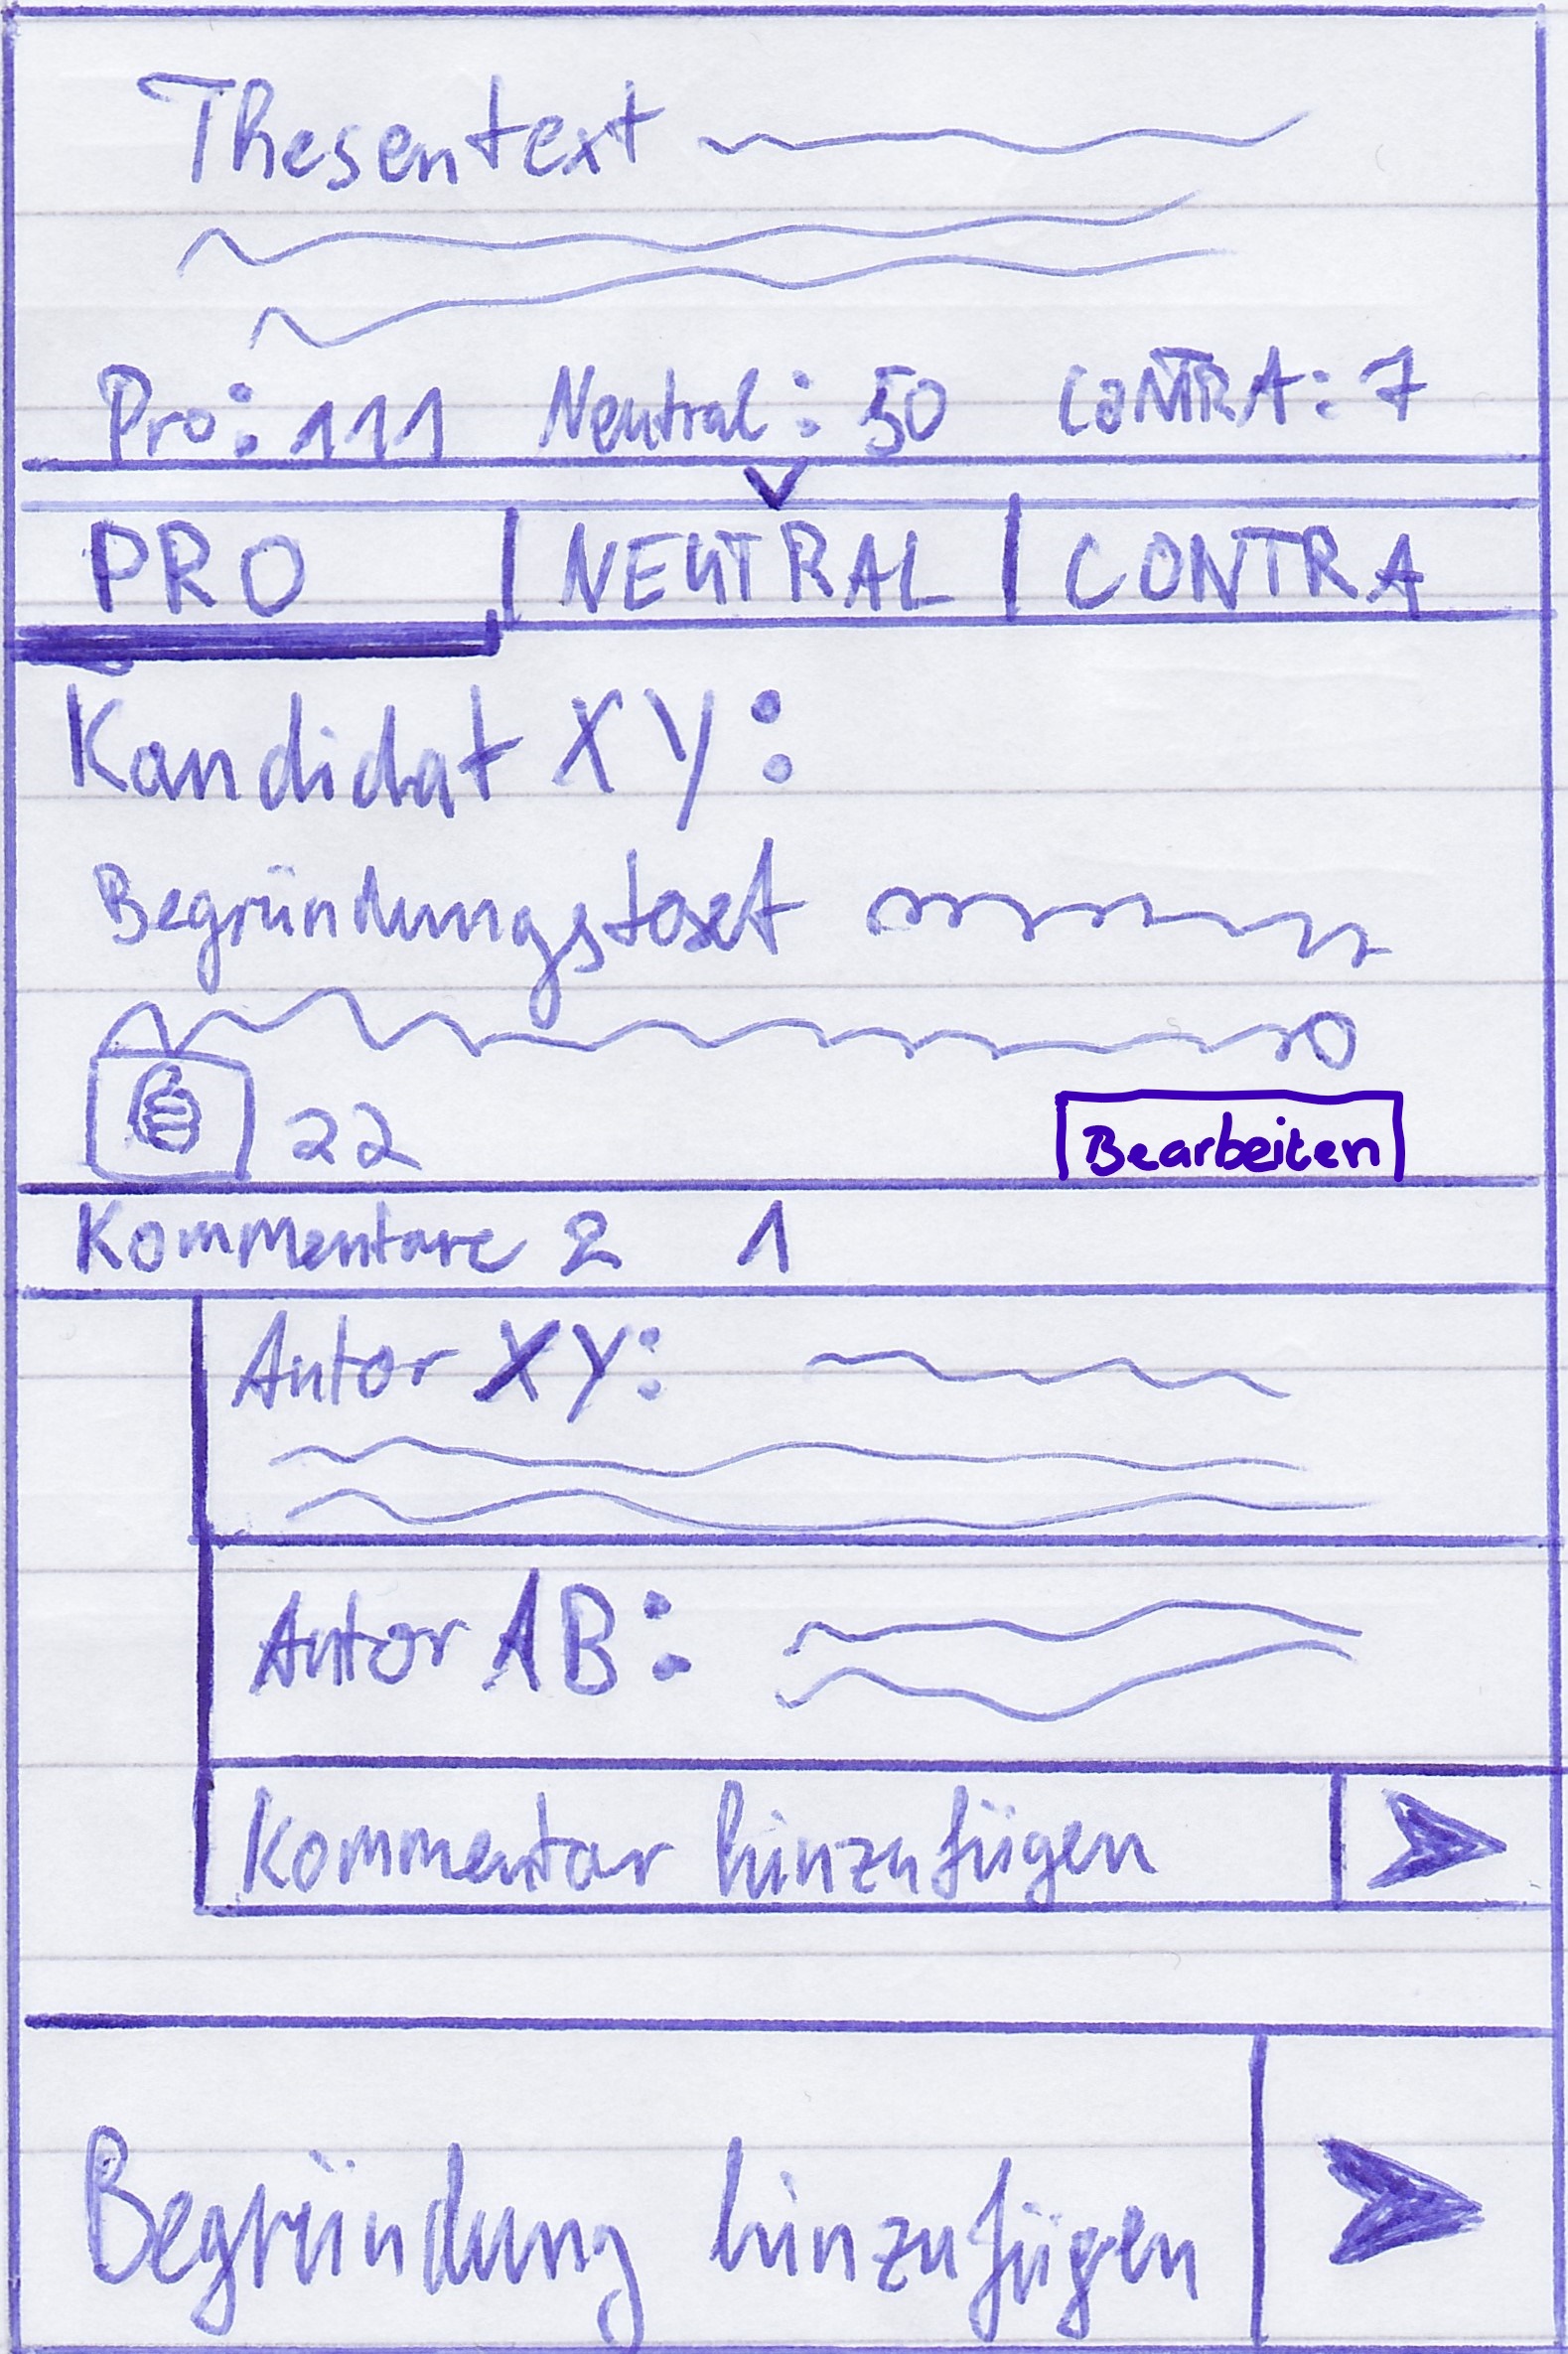 Thesentext
Pro: 111 Neutral: 50 CONTRA: 7
PRO | NEUTRAL | CONTRA
Kandidat XY:
Begründungstext
22 Bearbeiten
Kommentare 2 1
Autor XY:
Autor AB:
Kommentar hinzufügen
Begründung hinzufügen